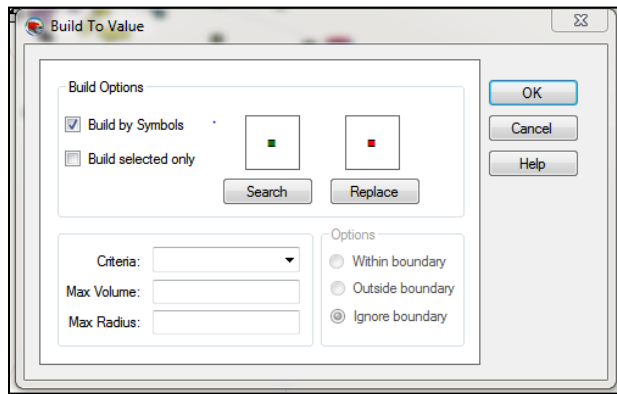 Build To Value
Build Options
Build by Symbols
Build selected only
Search
Replace
OK
Cancel
Help
Criteria:
Max Volume:
Max Radius:
Options
Within boundary
Outside boundary
Ignore boundary